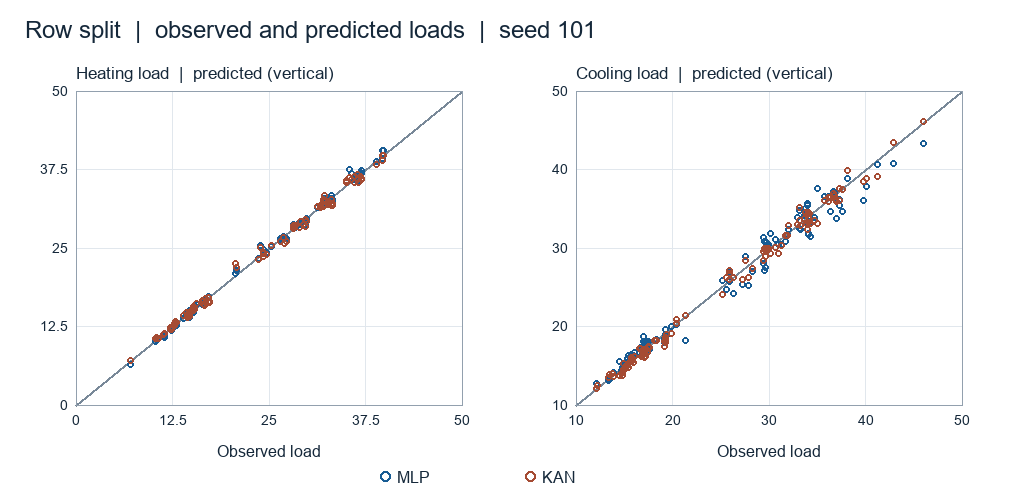 Row split | observed and predicted loads | seed 101
Heating load | predicted (vertical)
50
37.5
25
12.5
0
0 12.5 25 37.5 50
Observed load
Cooling load | predicted (vertical)
50
40
30
20
10
10 20 30 40 50
Observed load
MLP KAN